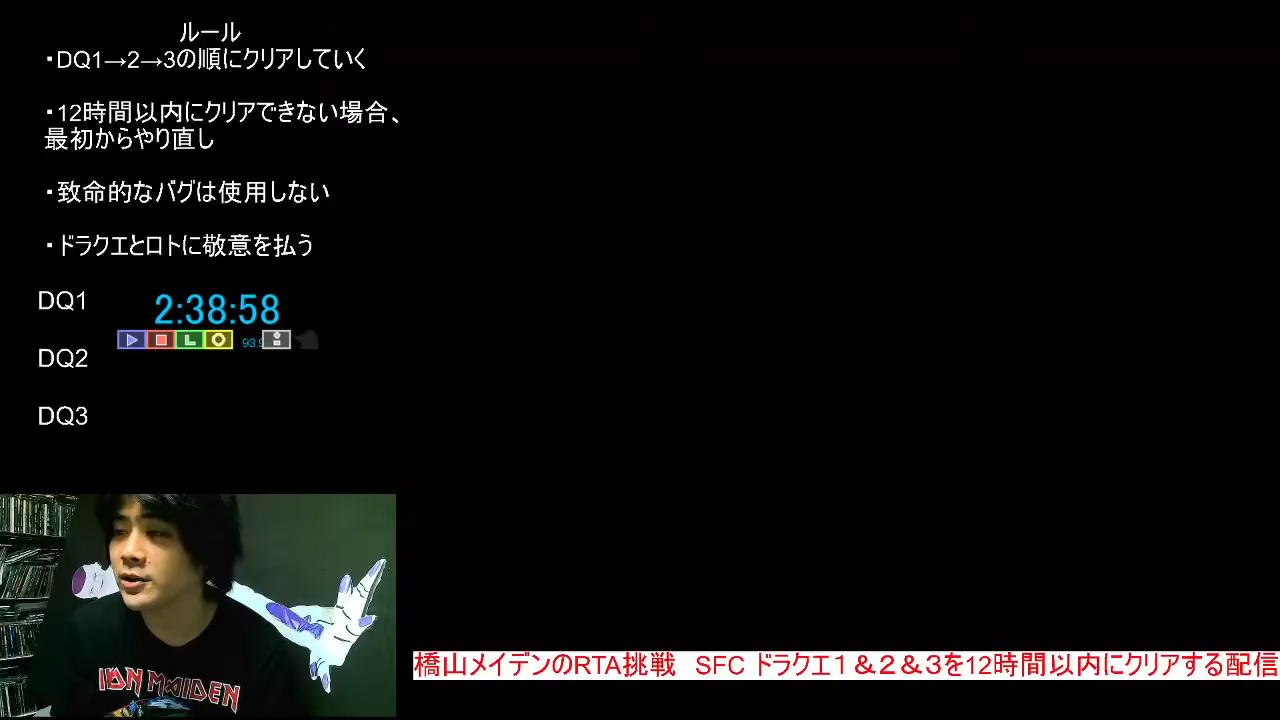 ルール
・DQ1→2→3の順にクリアしていく
・12時間以内にクリアできない場合、
最初からやり直し
・致命的なバグは使用しない
・ドラクエとロトに敬意を払う
DQ1
2:38:58
93.9
DQ2
DQ3
IRON MAIDEN
橋山メイデンのRTA挑戦 SFC ドラクエ１＆２＆３を12時間以内にクリアする配信